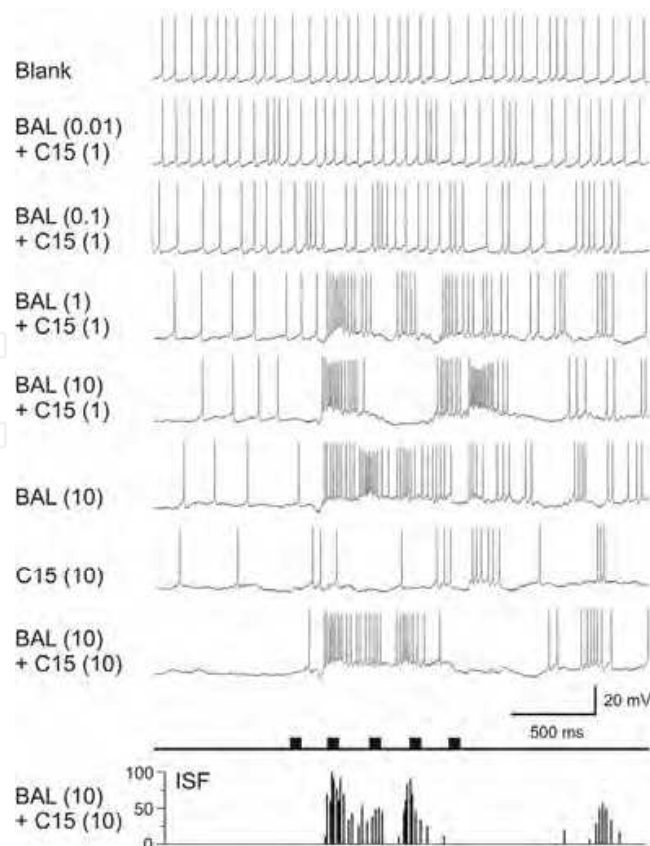 Blank
BAL (0.01)
+ C15 (1)
BAL (0.1)
+ C15 (1)
BAL (1)
+ C15 (1)
BAL (10)
+ C15 (1)
BAL (10)
C15 (10)
BAL (10)
+ C15 (10)
20 mV
500 ms
100
ISF
BAL (10)
50
+ C15 (10)
0